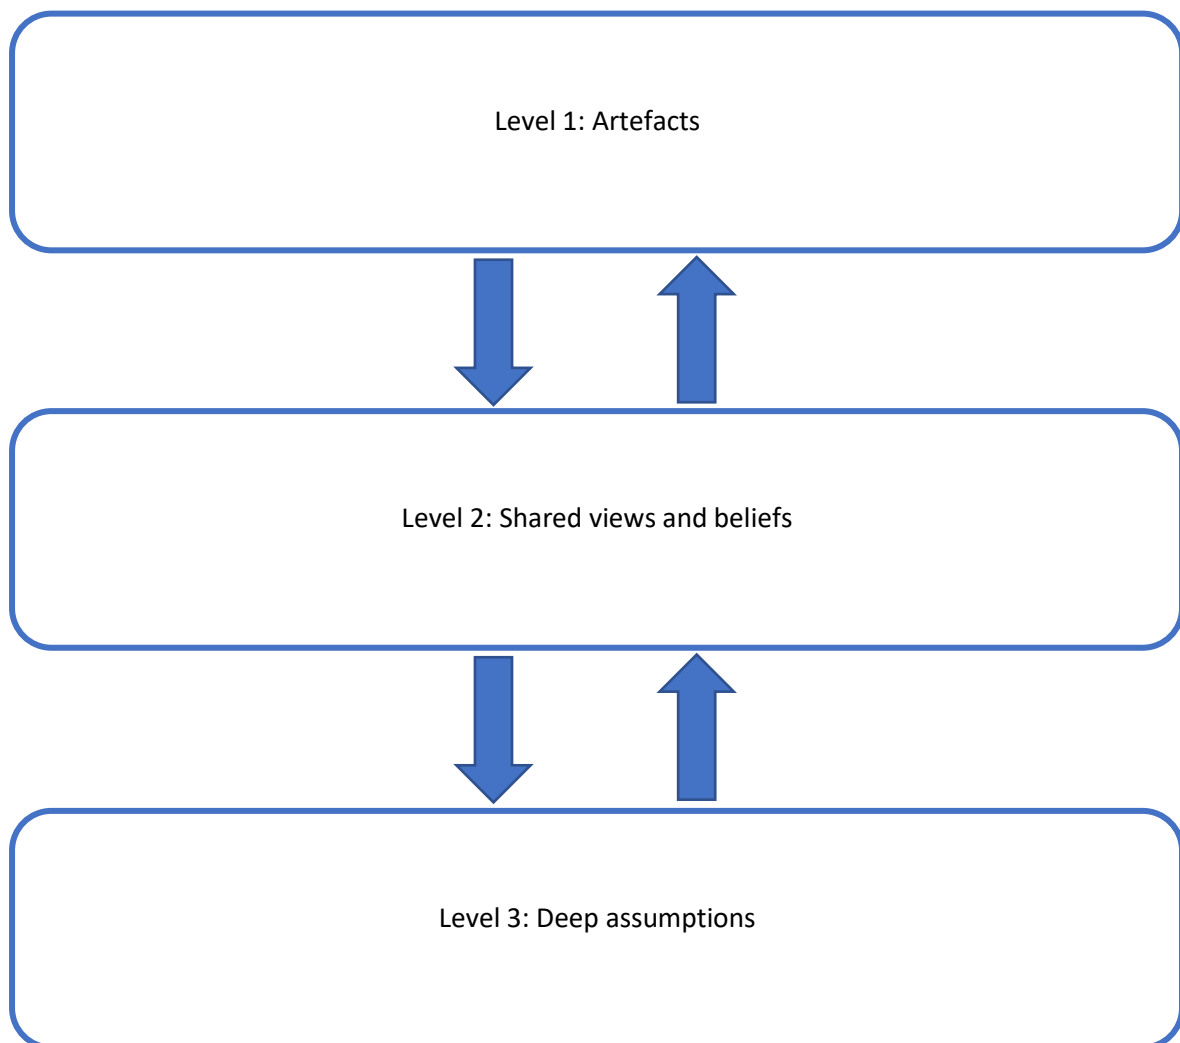 Level 1: Artefacts
Level 2: Shared views and beliefs
Level 3: Deep assumptions